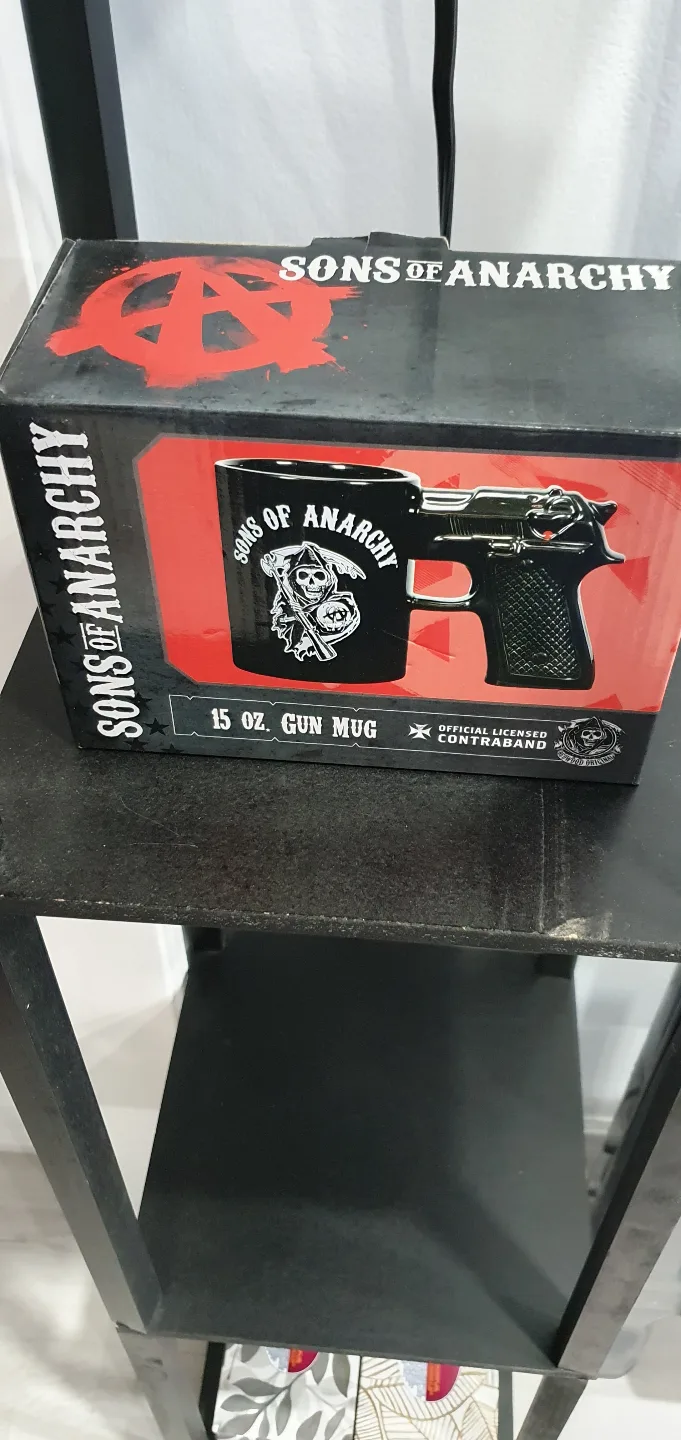 SONS OF ANARCHY
SONS OF ANARCHY
SONS OF ANARCHY
15 OZ. GUN MUG
OFFICIAL LICENSED
CONTRABAND